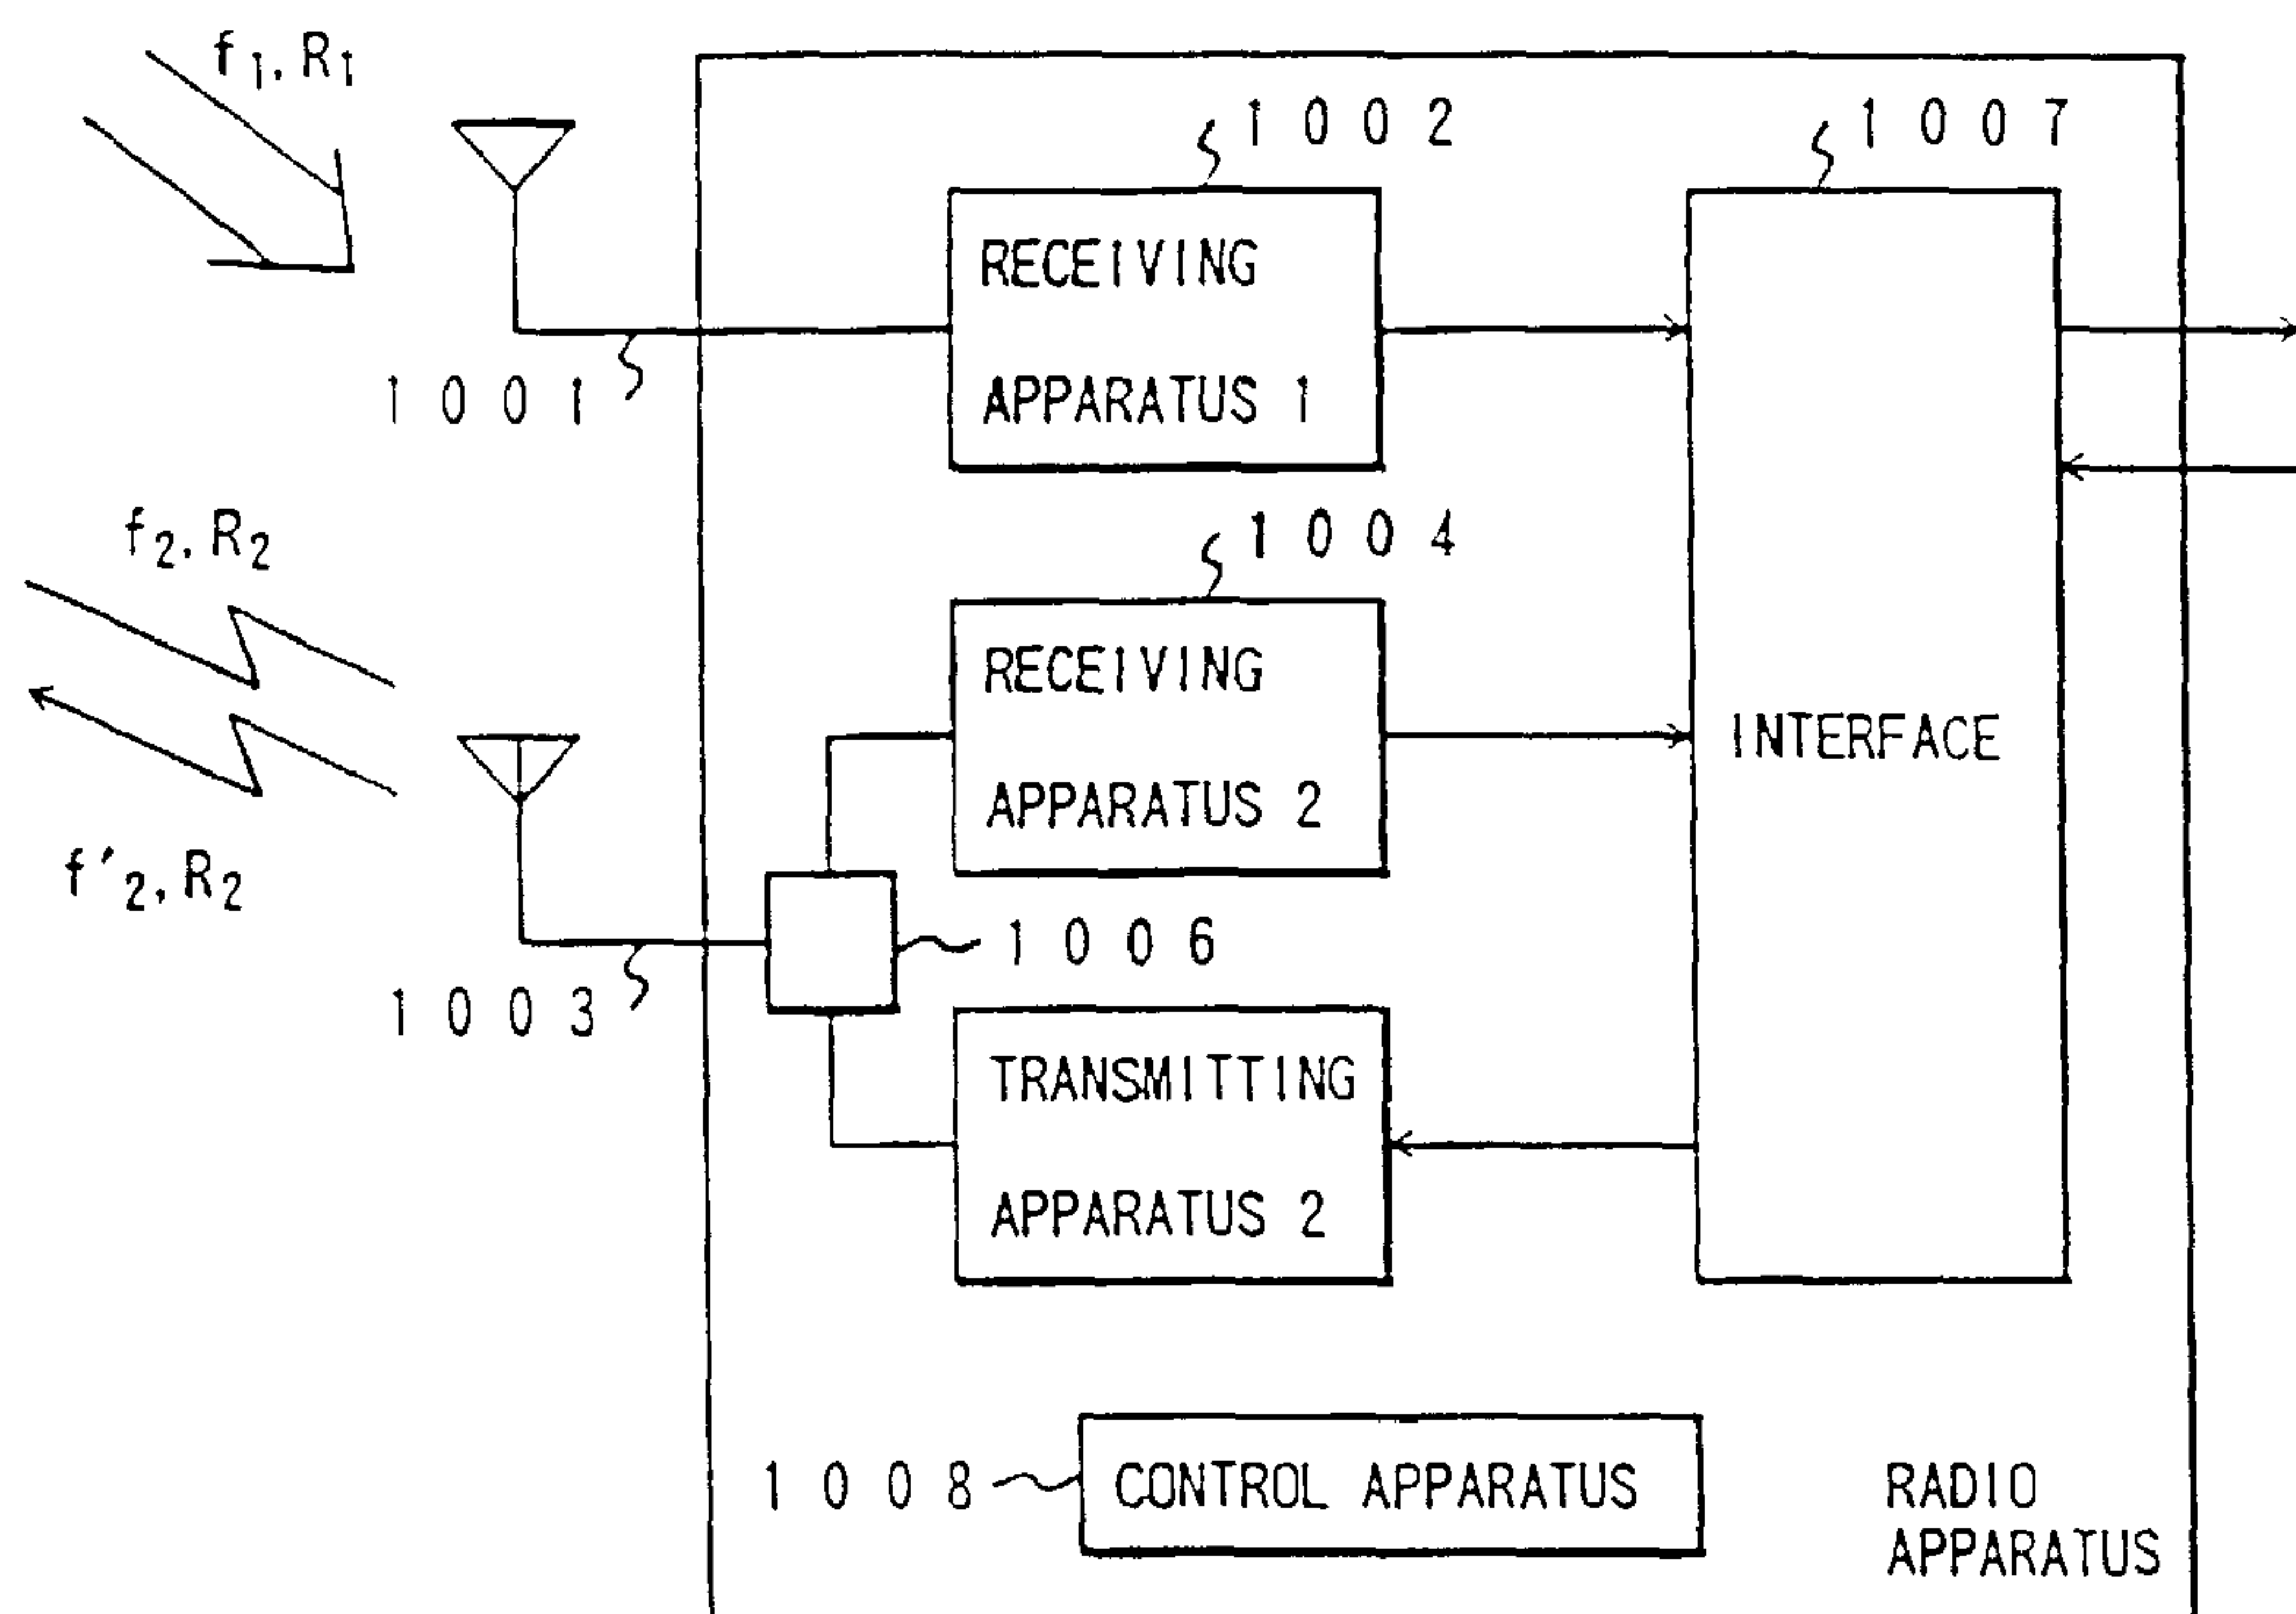 f1, R1
1002
1007
RECEIVING
APPARATUS 1
1001
1004
f2, R2
RECEIVING
APPARATUS 2
INTERFACE
f'2, R2
1006
1003
TRANSMITTING
APPARATUS 2
1008
CONTROL APPARATUS
RADIO
APPARATUS